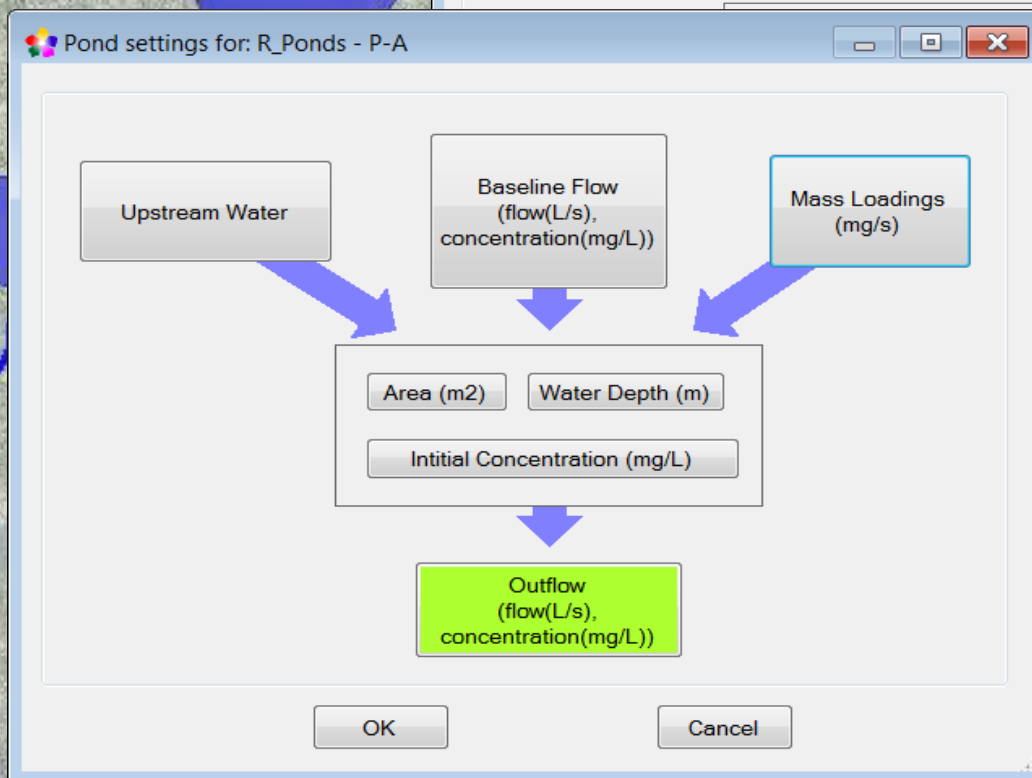 Pond settings for: R_Ponds - P-A
Upstream Water
Baseline Flow
(flow(L/s),
concentration(mg/L))
Mass Loadings
(mg/s)
Area (m2)
Water Depth (m)
Intitial Concentration (mg/L)
Outflow
(flow(L/s),
concentration(mg/L))
OK
Cancel